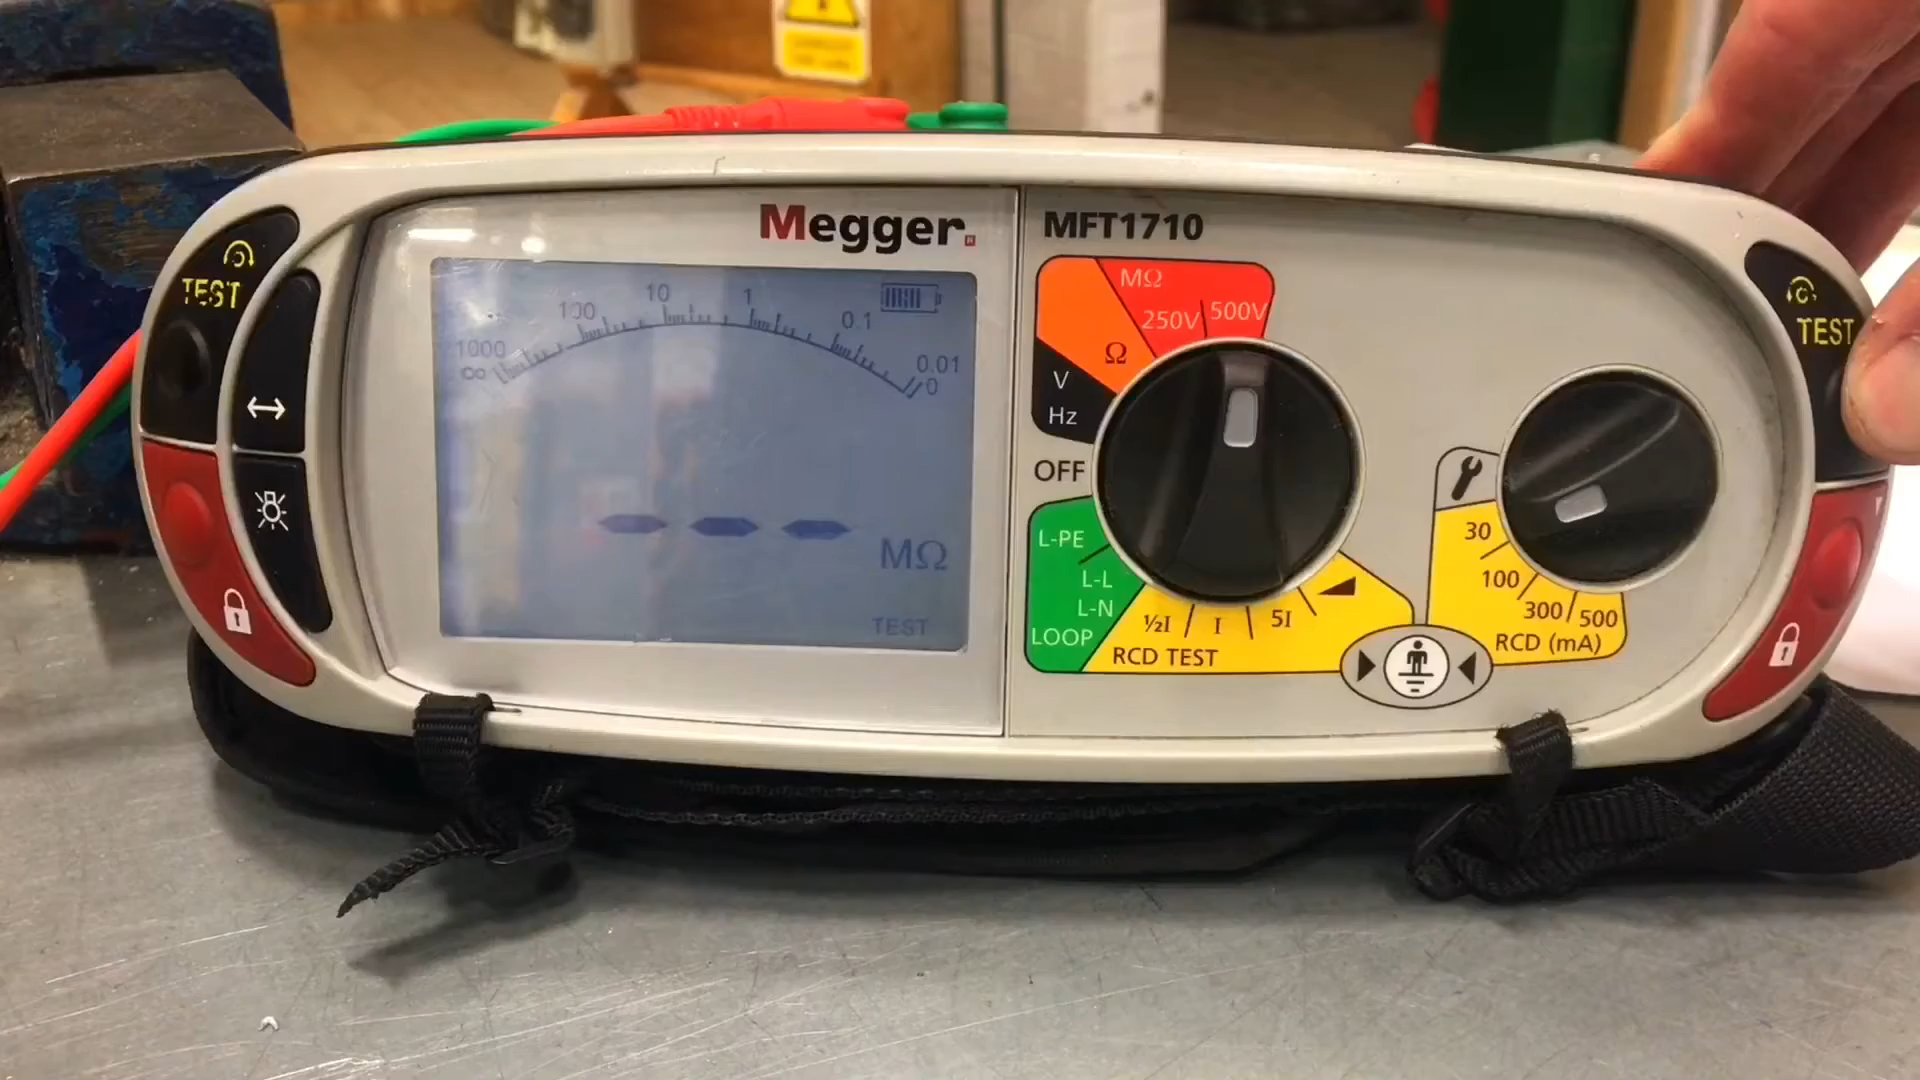 Megger.
MFT1710
TEST
1000
100
10
1
0.1
0.01
∞
0
--- MΩ
TEST
MΩ
250V
500V
Ω
V
Hz
OFF
L-PE
L-L
L-N
LOOP
½I
I
5I
RCD TEST
30
100
300
500
RCD (mA)
TEST